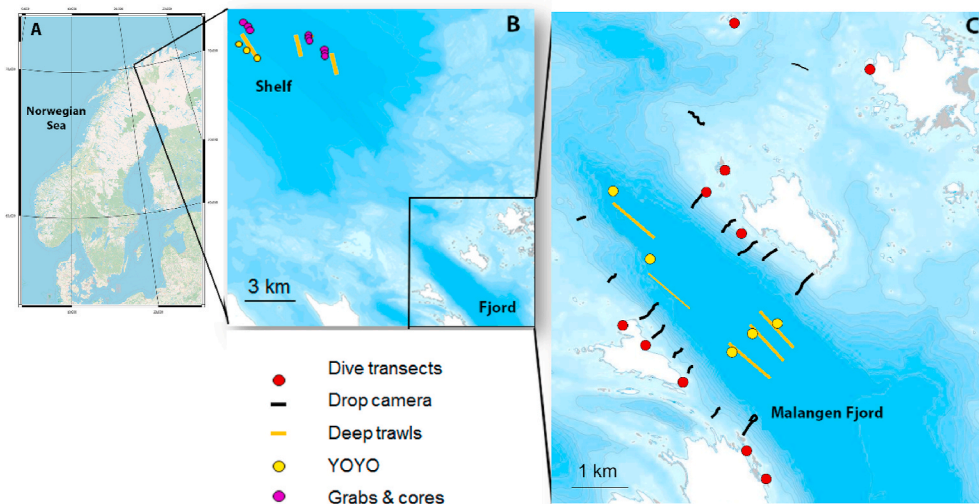 A
Norwegian
Sea
B
Shelf
3 km
Fjord
C
Malangen Fjord
1 km
Dive transects
Drop camera
Deep trawls
YOYO
Grabs & cores